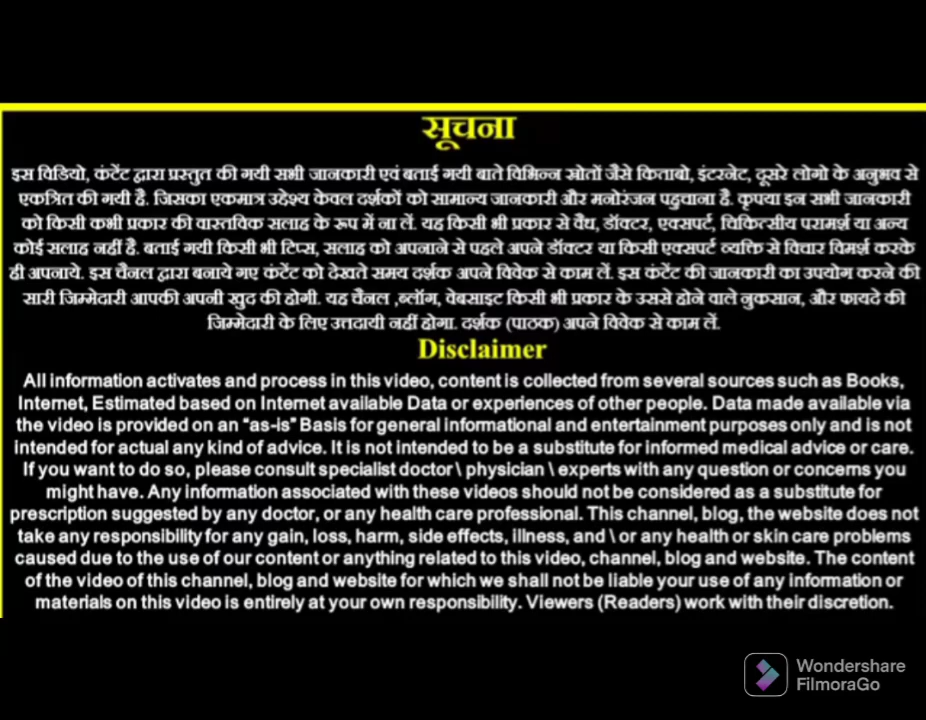 सूचना
इस विडियो, कंटेंट द्वारा प्रस्तुत की गयी सभी जानकारी एवं बताई गयी बाते विभिन्न स्रोतों जैसे किताबो, इंटरनेट, दूसरे लोगो के अनुभव से
एकत्रित की गयी है. जिसका एकमात्र उद्देश्य केवल दर्शकों को सामान्य जानकारी और मनोरंजन पहुचाना है. कृपया इन सभी जानकारी
को किसी कभी प्रकार की वास्तविक सलाह के रूप में ना लें. यह किसी भी प्रकार से वैध, डॉक्टर, एक्सपर्ट, चिकित्सीय परामर्श या अन्य
कोई सलाह नहीं है. बताई गयी किसी भी टिप्स, सलाह को अपनाने से पहले अपने डॉक्टर या किसी एक्सपर्ट व्यक्ति से विचार विमर्श करके
ही अपनाये. इस चैनल द्वारा बनाये गए कंटेंट को देखते समय दर्शक अपने विवेक से काम लें. इस कंटेंट की जानकारी का उपयोग करने की
सारी जिम्मेदारी आपकी अपनी खुद की होगी. यह चैनल ,ब्लॉग, वेबसाइट किसी भी प्रकार के उससे होने वाले नुकसान, और फायदे की
जिम्मेदारी के लिए उत्तदायी नहीं होगा. दर्शक (पाठक) अपने विवेक से काम लें.
Disclaimer
All information activates and process in this video, content is collected from several sources such as Books,
Internet, Estimated based on Internet available Data or experiences of other people. Data made available via
the video is provided on an "as-is" Basis for general informational and entertainment purposes only and is not
intended for actual any kind of advice. It is not intended to be a substitute for informed medical advice or care.
If you want to do so, please consult specialist doctor \ physician \ experts with any question or concerns you
might have. Any information associated with these videos should not be considered as a substitute for
prescription suggested by any doctor, or any health care professional. This channel, blog, the website does not
take any responsibility for any gain, loss, harm, side effects, illness, and \ or any health or skin care problems
caused due to the use of our content or anything related to this video, channel, blog and website. The content
of the video of this channel, blog and website for which we shall not be liable your use of any information or
materials on this video is entirely at your own responsibility. Viewers (Readers) work with their discretion.
Wondershare
FilmoraGo